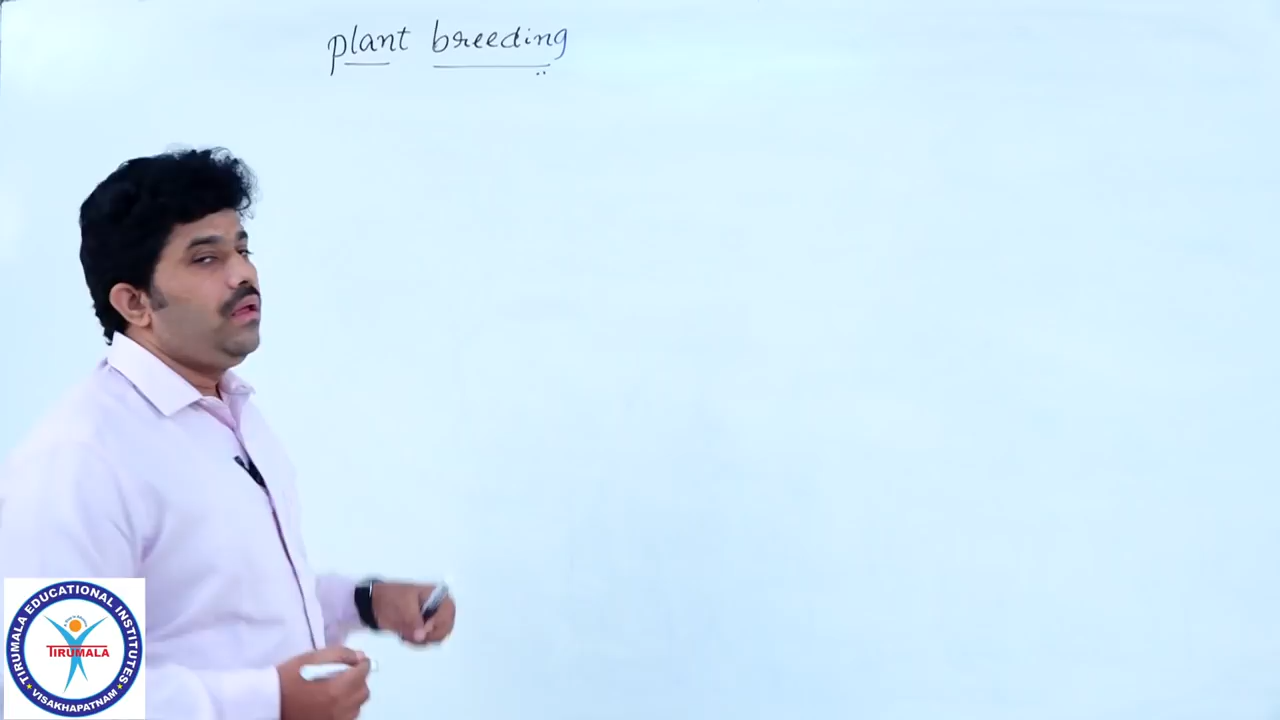 plant breeding
TIRUMALA EDUCATIONAL INSTITUTES
TIRUMALA
VISAKHAPATNAM